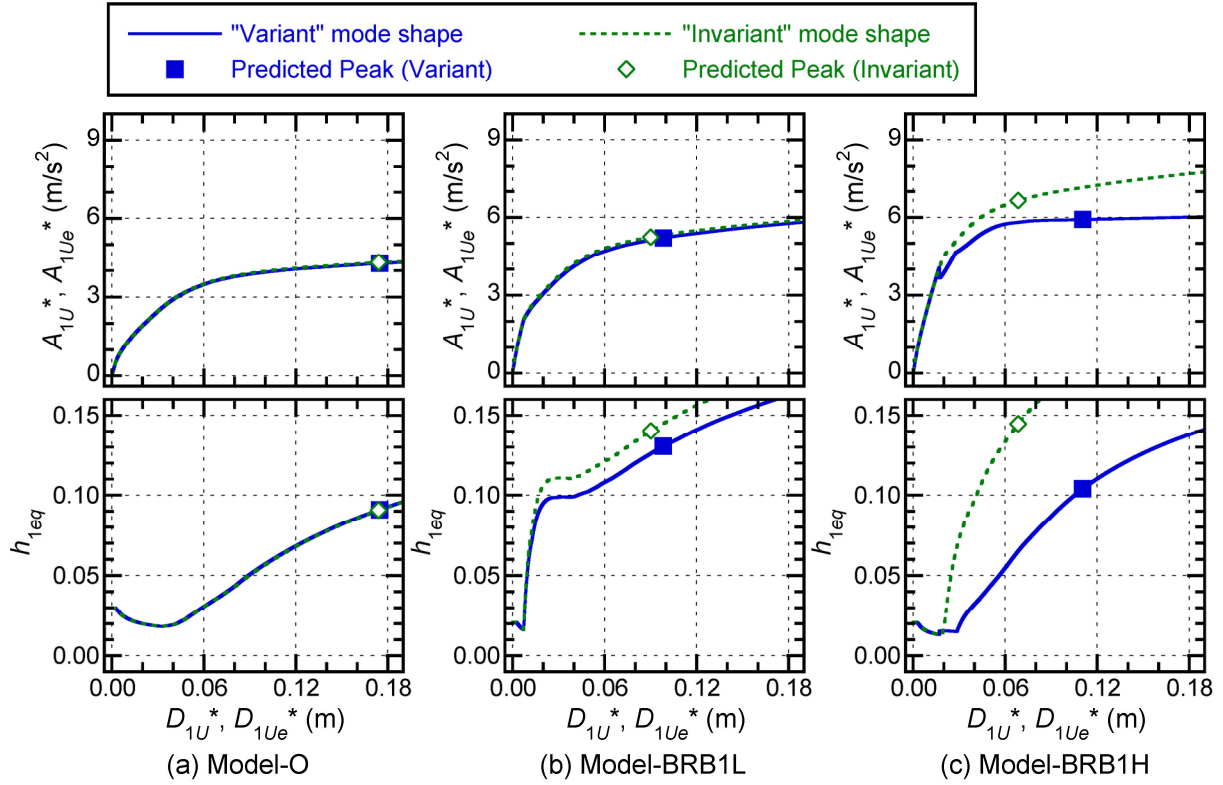 "Variant" mode shape "Invariant" mode shape
Predicted Peak (Variant) Predicted Peak (Invariant)
A1U*, A1Ue* (m/s²)
9
6
3
0
A1U*, A1Ue* (m/s²)
9
6
3
0
A1U*, A1Ue* (m/s²)
9
6
3
0
h1eq
0.15
0.10
0.05
0.00
h1eq
0.15
0.10
0.05
0.00
h1eq
0.15
0.10
0.05
0.00
0.00 0.06 0.12 0.18
0.00 0.06 0.12 0.18
0.00 0.06 0.12 0.18
D1U*, D1Ue* (m)
D1U*, D1Ue* (m)
D1U*, D1Ue* (m)
(a) Model-O
(b) Model-BRB1L
(c) Model-BRB1H